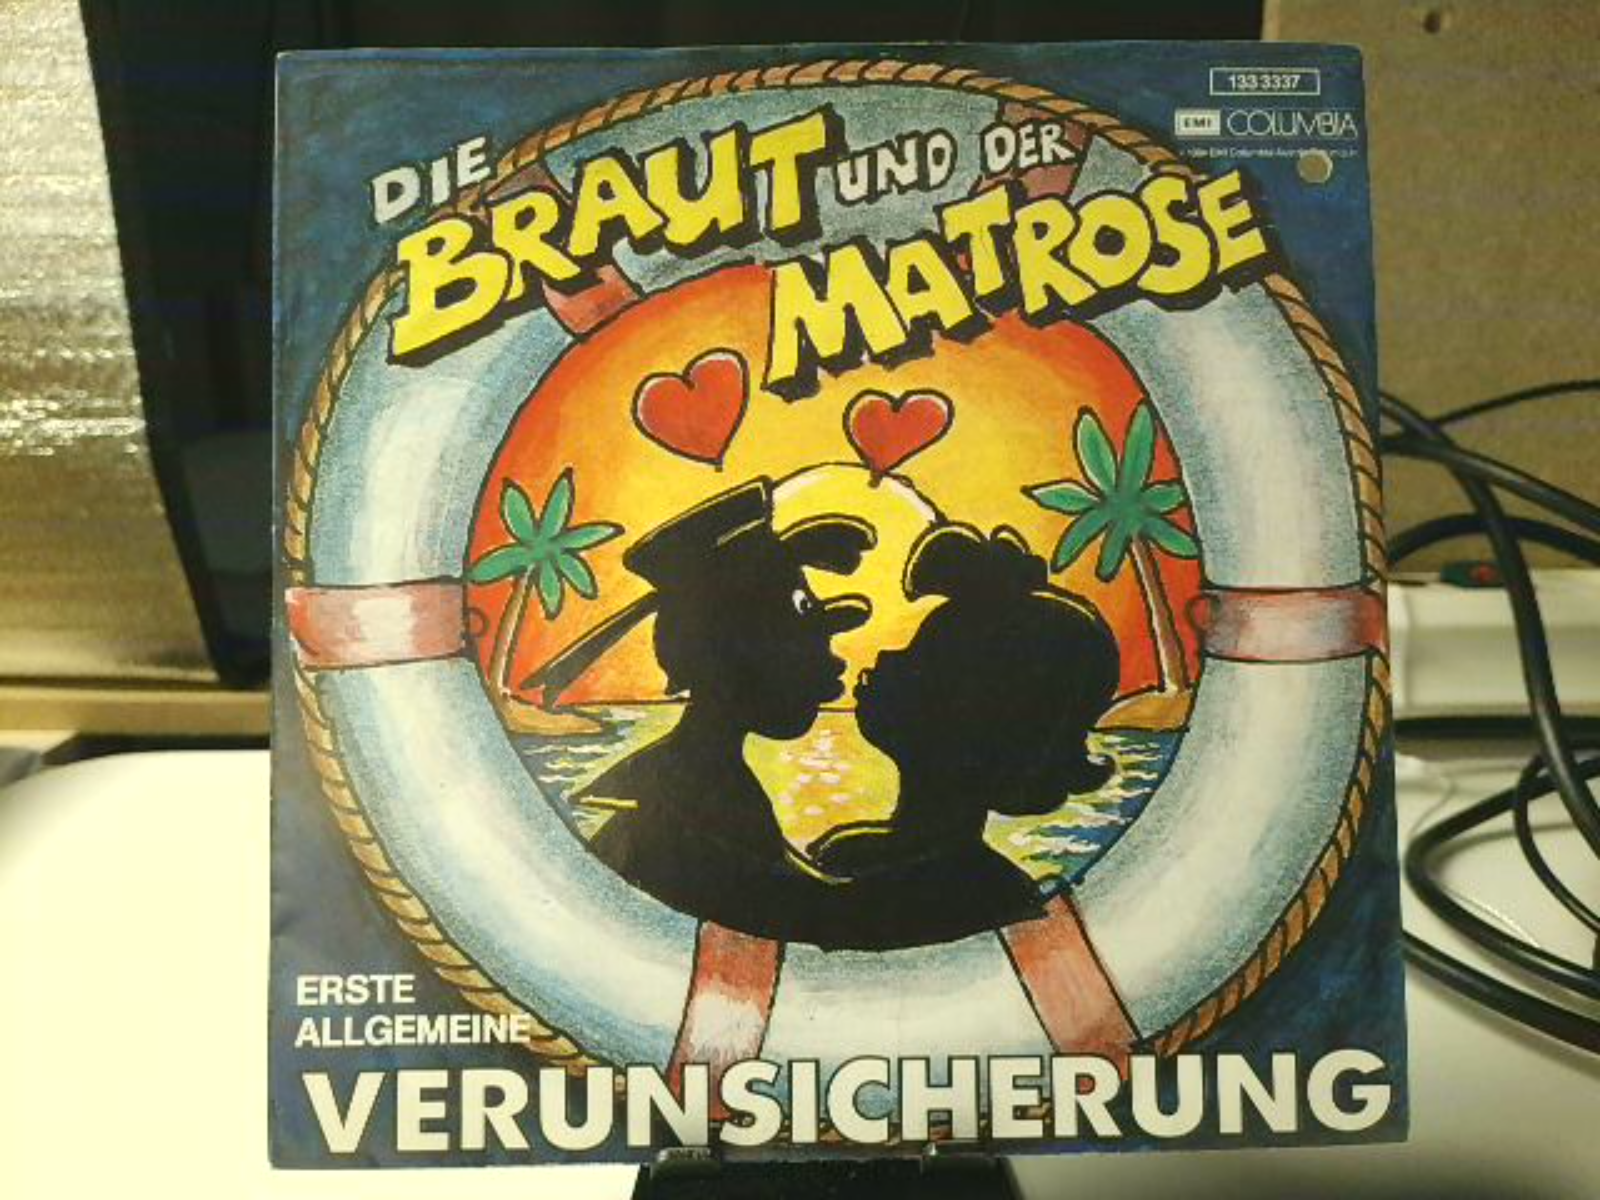 133 3337
EMI COLUMBIA
DIE
BRAUT UND DER
MATROSE
ERSTE
ALLGEMEINE
VERUNSICHERUNG